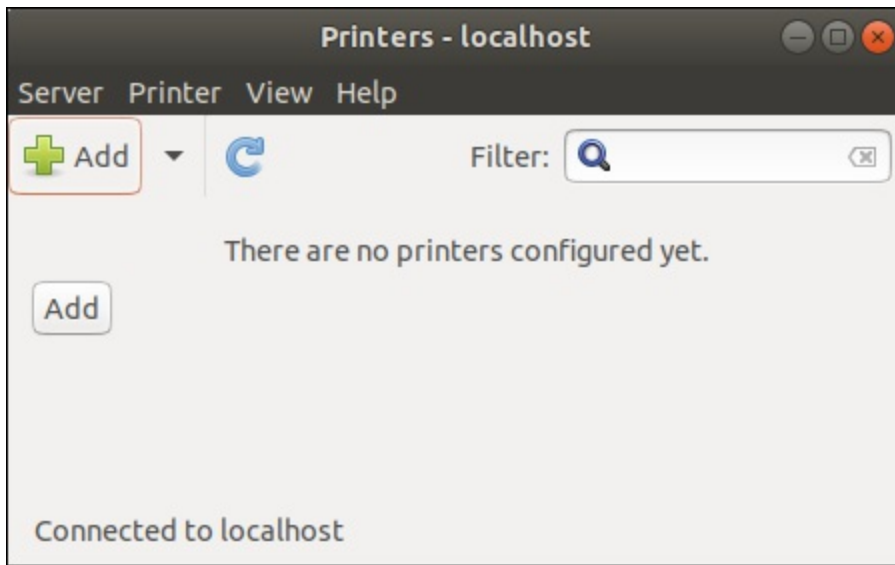 Printers - localhost
Server Printer View Help
Add Filter:
There are no printers configured yet.
Add
Connected to localhost